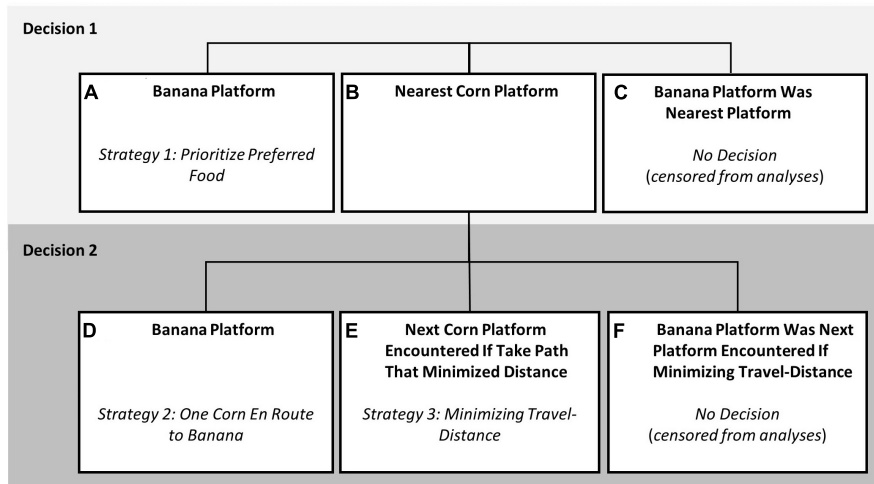 Decision 1
A Banana Platform
Strategy 1: Prioritize Preferred
Food
B Nearest Corn Platform
C Banana Platform Was
Nearest Platform
No Decision
(censored from analyses)
Decision 2
D Banana Platform
Strategy 2: One Corn En Route
to Banana
E Next Corn Platform
Encountered If Take Path
That Minimized Distance
Strategy 3: Minimizing Travel-
Distance
F Banana Platform Was Next
Platform Encountered If
Minimizing Travel-Distance
No Decision
(censored from analyses)